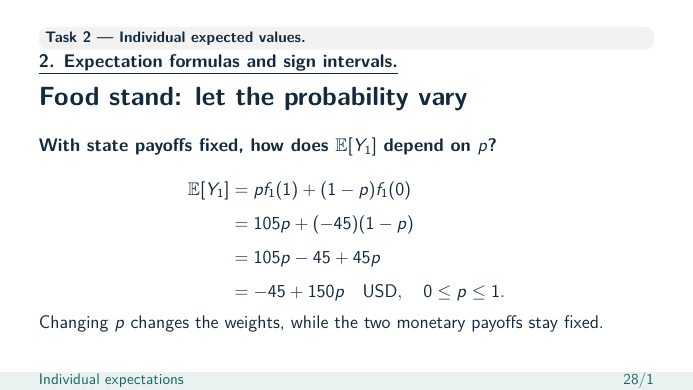 Task 2 — Individual expected values.
2. Expectation formulas and sign intervals.
Food stand: let the probability vary
With state payoffs fixed, how does 𝔼[Y₁] depend on p?
𝔼[Y₁] = pf₁(1) + (1 − p)f₁(0)
= 105p + (−45)(1 − p)
= 105p − 45 + 45p
= −45 + 150p USD, 0 ≤ p ≤ 1.
Changing p changes the weights, while the two monetary payoffs stay fixed.
Individual expectations 28/1